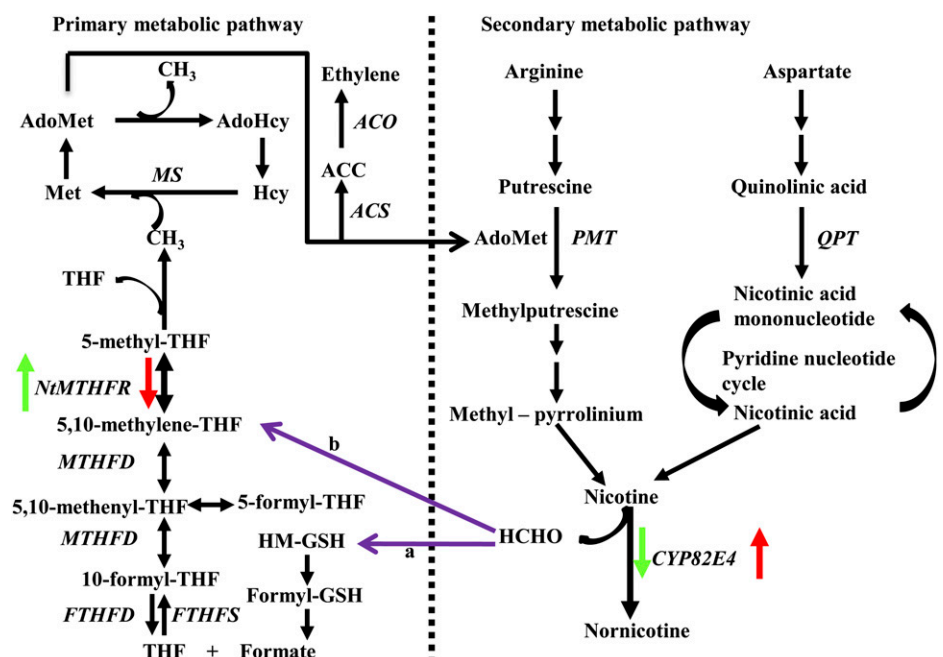 Primary metabolic pathway
Secondary metabolic pathway
CH3
Ethylene
Arginine
Aspartate
AdoMet
AdoHcy
ACO
ACC
MS
Met
Hcy
ACS
Putrescine
Quinolinic acid
CH3
AdoMet
PMT
QPT
THF
Nicotinic acid
mononucleotide
Methylputrescine
5-methyl-THF
Pyridine nucleotide
cycle
NtMTHFR
Nicotinic acid
Methyl – pyrrolinium
5,10-methylene-THF
b
MTHFD
Nicotine
5,10-methenyl-THF
5-formyl-THF
HCHO
MTHFD
HM-GSH
a
CYP82E4
10-formyl-THF
Formyl-GSH
FTHFD
FTHFS
Nornicotine
THF + Formate